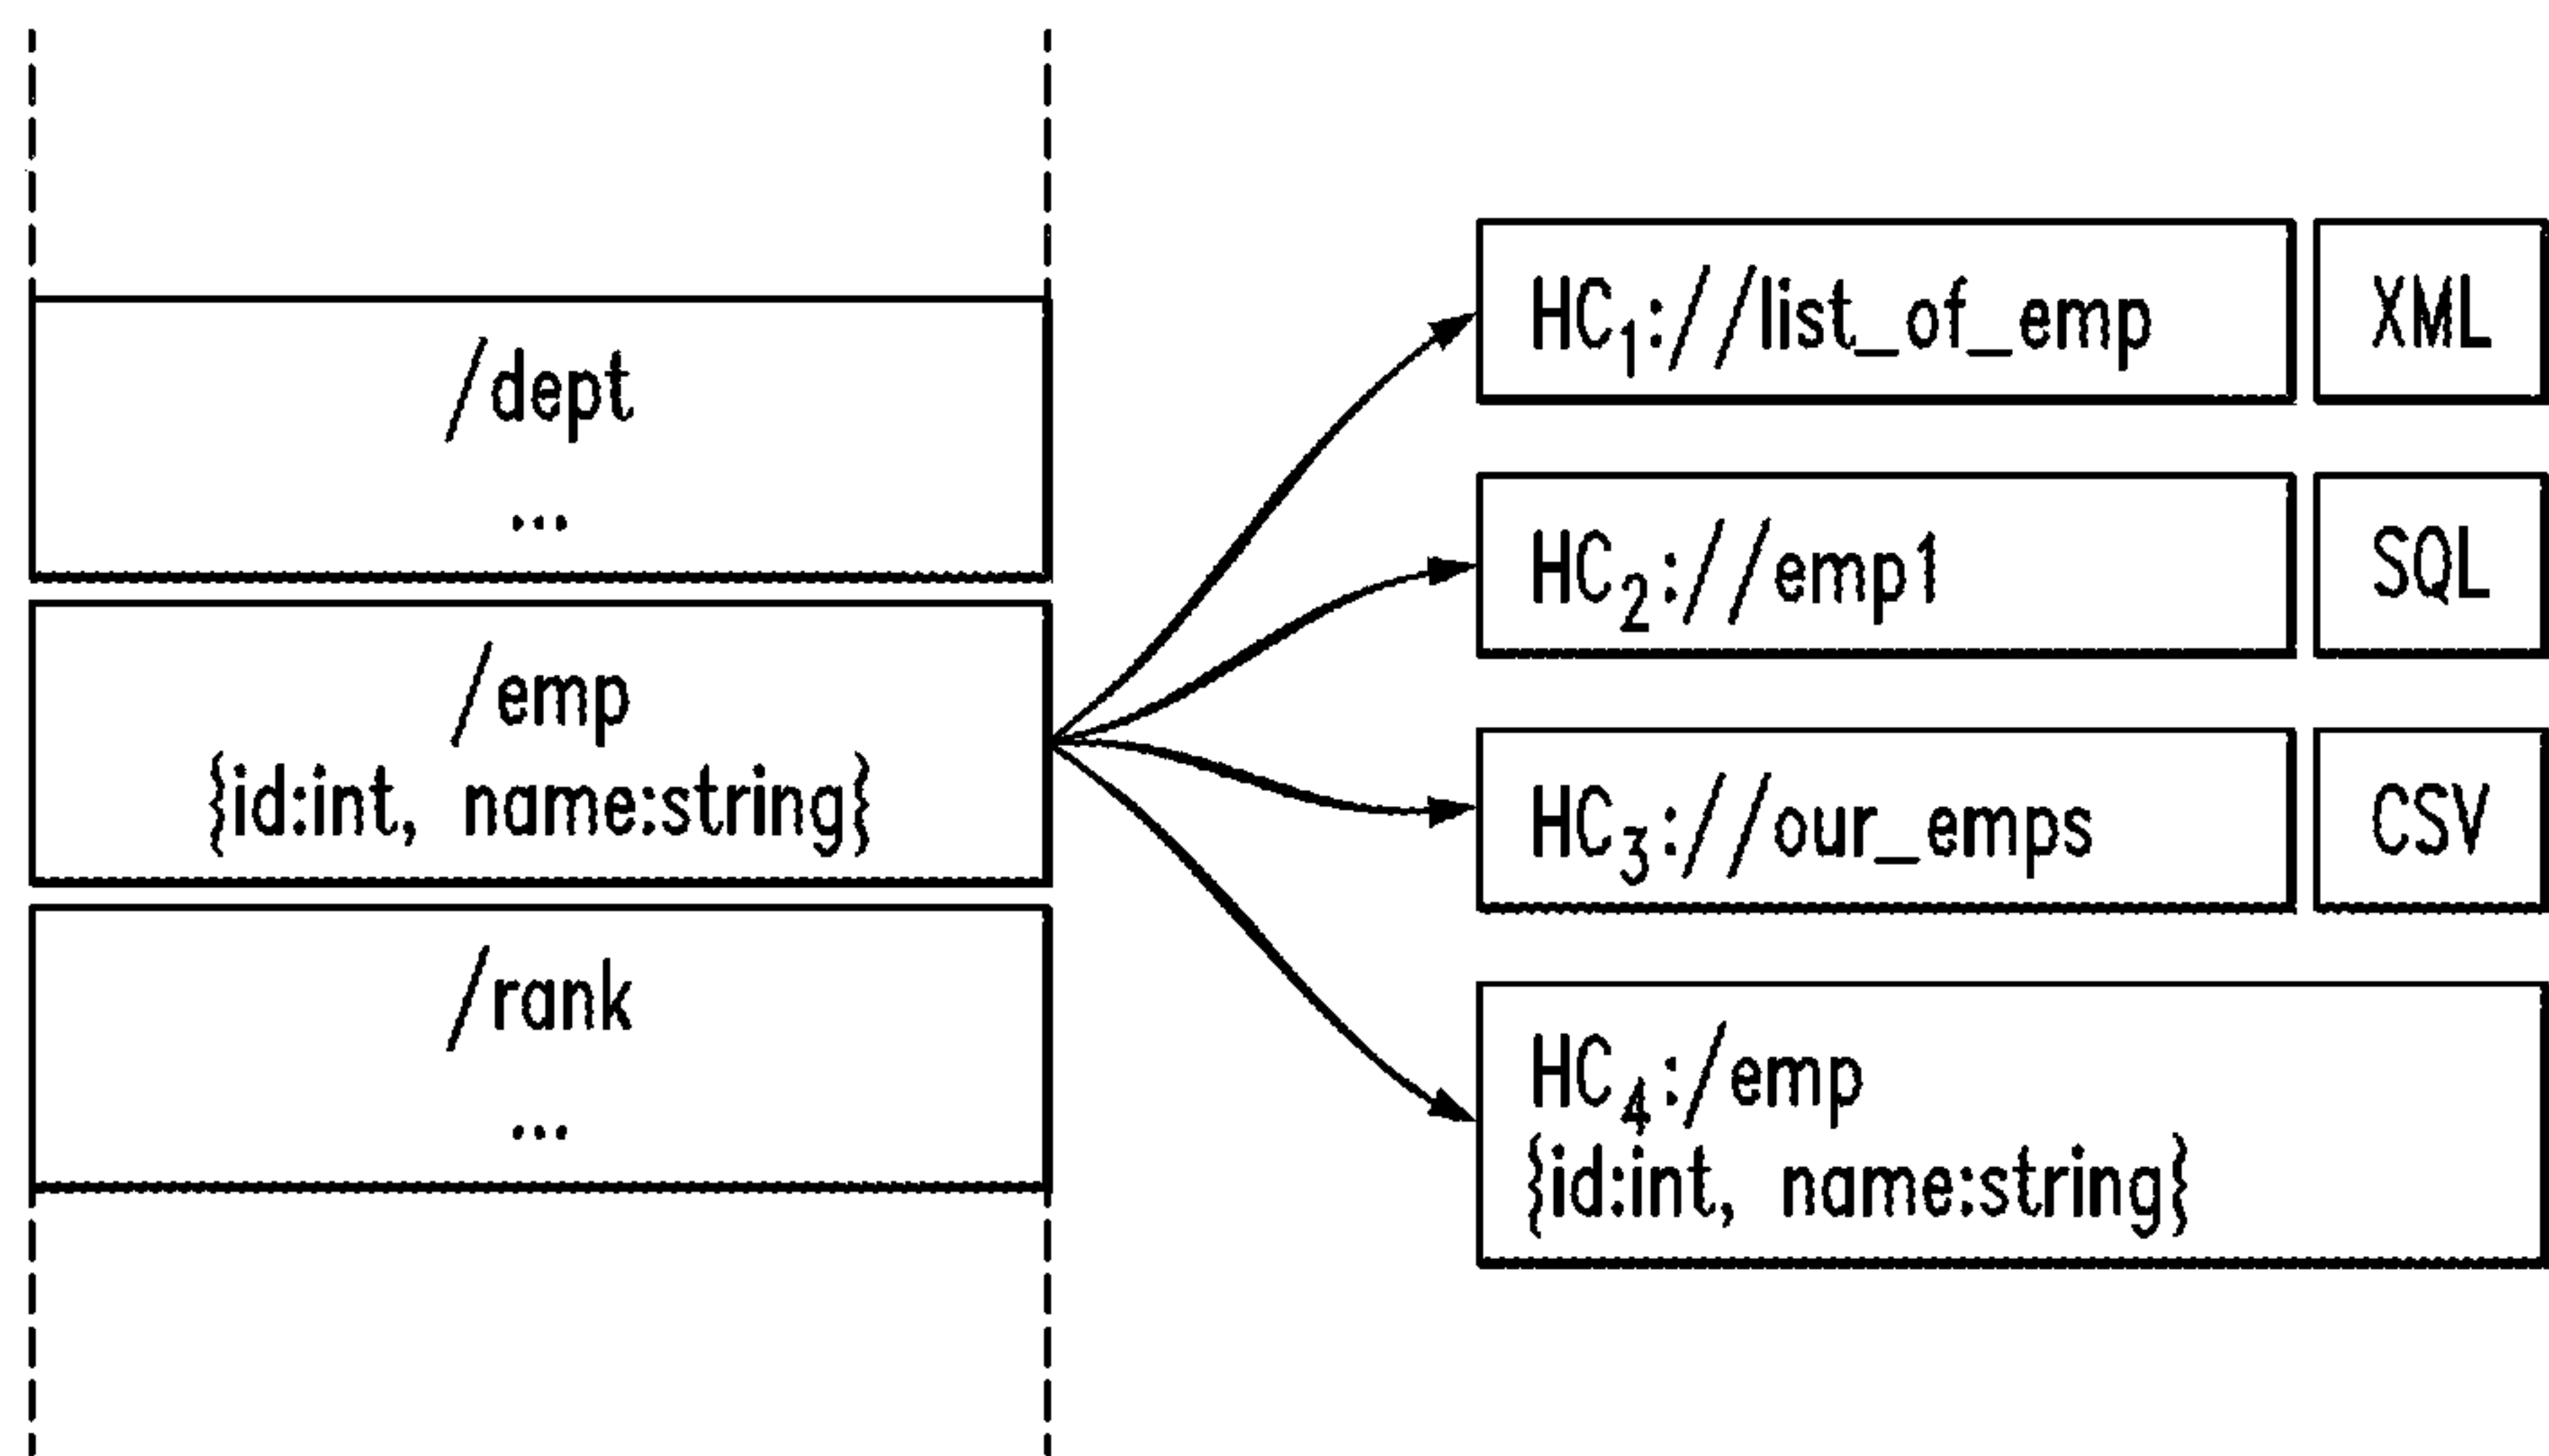 /dept
...
/emp
{id:int, name:string}
/rank
...
HC₁://list_of_emp XML
HC₂://emp1 SQL
HC₃://our_emps CSV
HC₄:/emp
{id:int, name:string}